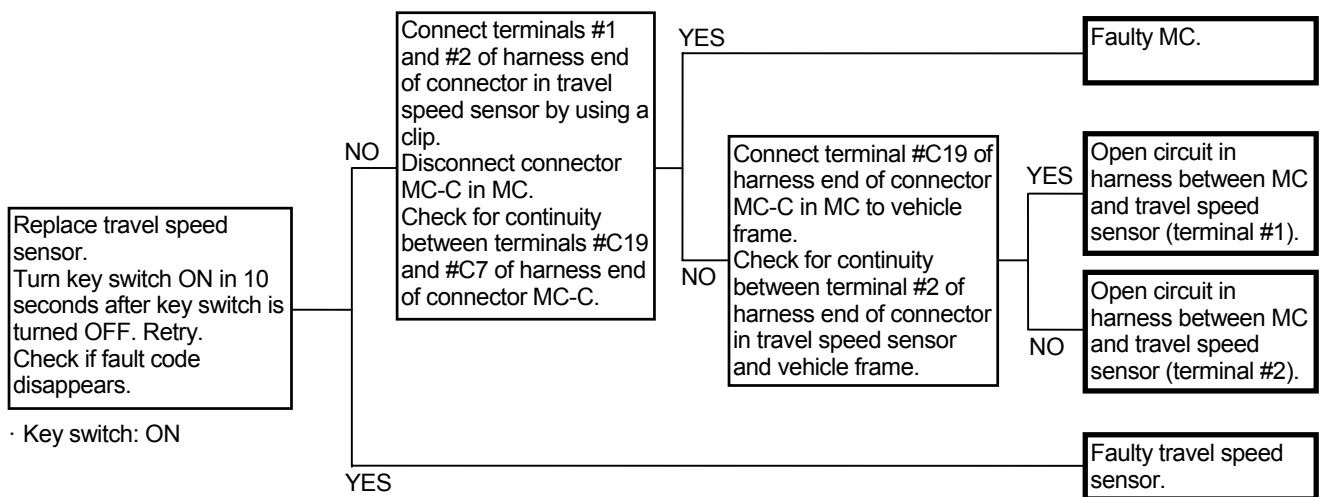 Replace travel speed
sensor.
Turn key switch ON in 10
seconds after key switch is
turned OFF. Retry.
Check if fault code
disappears.
· Key switch: ON
NO
YES
Connect terminals #1
and #2 of harness end
of connector in travel
speed sensor by using a
clip.
Disconnect connector
MC-C in MC.
Check for continuity
between terminals #C19
and #C7 of harness end
of connector MC-C.
YES
NO
Faulty MC.
Connect terminal #C19 of
harness end of connector
MC-C in MC to vehicle
frame.
Check for continuity
between terminal #2 of
harness end of connector
in travel speed sensor
and vehicle frame.
YES
NO
Open circuit in
harness between MC
and travel speed
sensor (terminal #1).
Open circuit in
harness between MC
and travel speed
sensor (terminal #2).
Faulty travel speed
sensor.